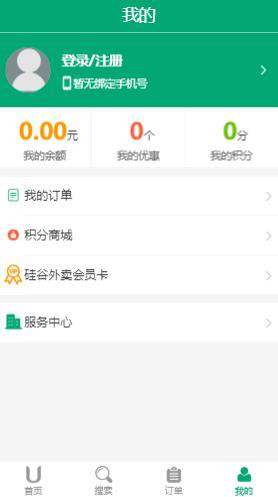 我的
登录/注册
暂无绑定手机号
0.00元
0个
0分
我的余额
我的优惠
我的积分
我的订单
积分商城
VIP
硅谷外卖会员卡
服务中心
首页
搜索
订单
我的